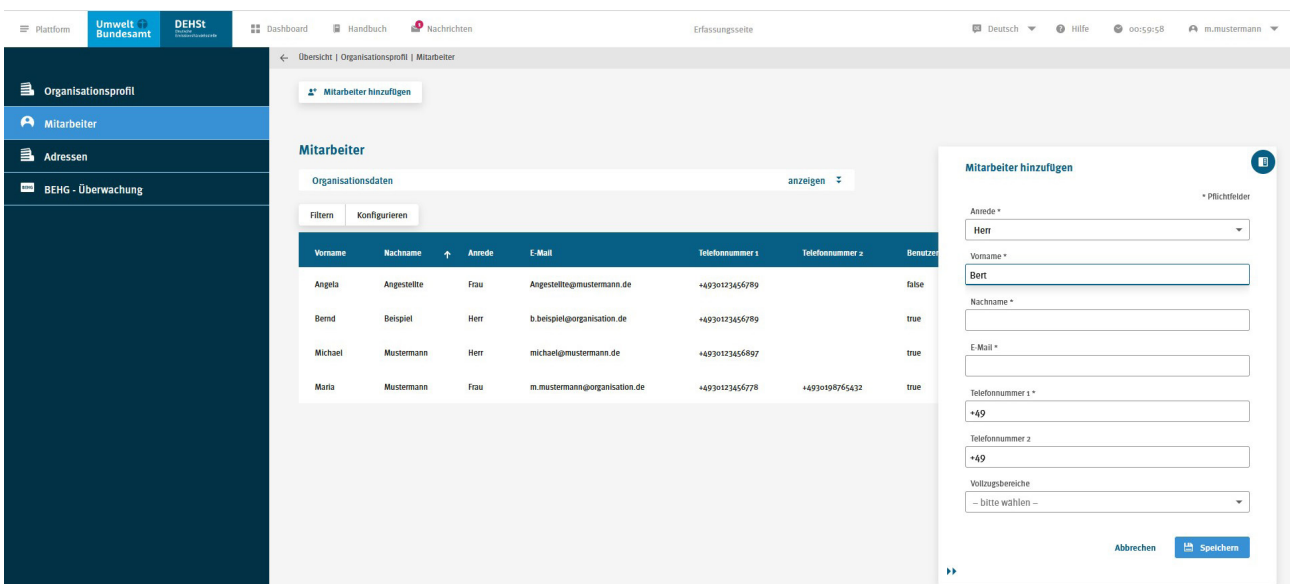 Plattform
Umwelt
Bundesamt
DEHSt
Deutsche
Emissionshandelsstelle
Dashboard
Handbuch
Nachrichten
Erfassungsseite
Deutsch
Hilfe
00:59:58
m.mustermann
Übersicht | Organisationsprofil | Mitarbeiter
Organisationsprofil
Mitarbeiter
Adressen
BEHG BEHG - Überwachung
Mitarbeiter hinzufügen
Mitarbeiter
Organisationsdaten anzeigen
Filtern Konfigurieren
Vorname Nachname Anrede E-Mail Telefonnummer 1 Telefonnummer 2 Benutzer
Angela Angestellte Frau Angestellte@mustermann.de +4930123456789 false
Bernd Beispiel Herr b.beispiel@organisation.de +4930123456789 true
Michael Mustermann Herr michael@mustermann.de +4930123456897 true
Maria Mustermann Frau m.mustermann@organisation.de +4930123456778 +4930198765432 true
Mitarbeiter hinzufügen
* Pflichtfelder
Anrede *
Herr
Vorname *
Bert
Nachname *
E-Mail *
Telefonnummer 1 *
+49
Telefonnummer 2
+49
Vollzugsbereiche
– bitte wählen –
Abbrechen Speichern